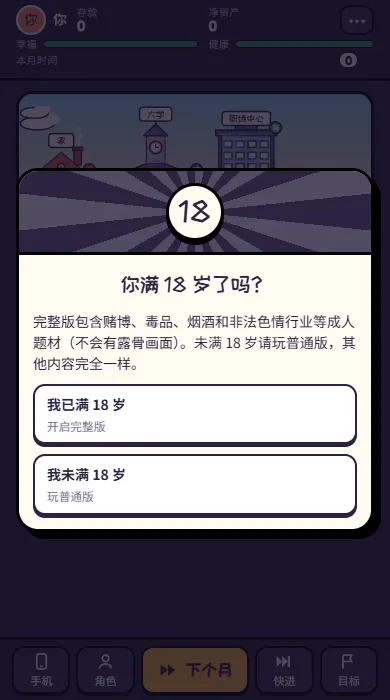 你 你 存款 净资产 ...
0 0
幸福 健康
本月时间 0
大学
职场中心
家
18
你满 18 岁了吗？
完整版包含赌博、毒品、烟酒和非法色情行业等成人
题材（不会有露骨画面）。未满 18 岁请玩普通版，其
他内容完全一样。
我已满 18 岁
开启完整版
我未满 18 岁
玩普通版
手机 角色 下个月 快进 目标